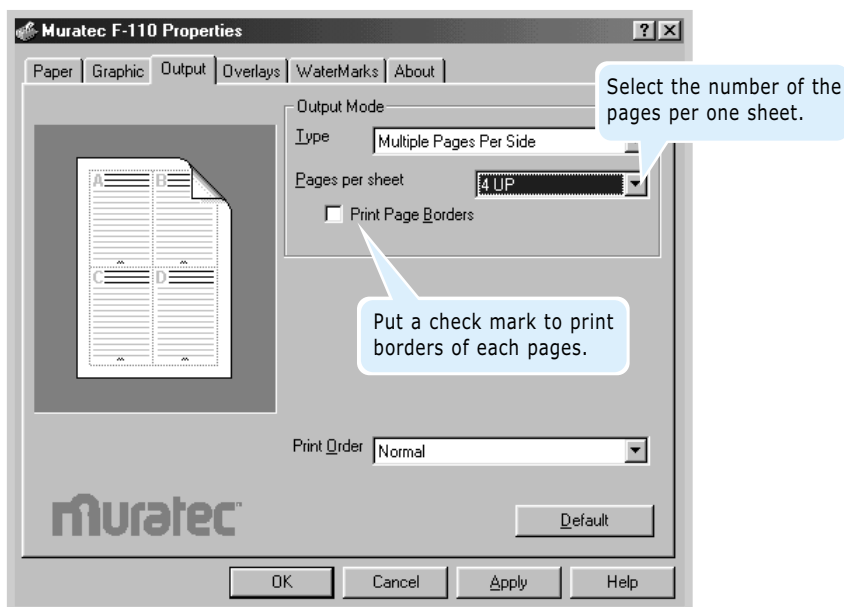 Muratec F-110 Properties
Paper Graphic Output Overlays WaterMarks About
Select the number of the
pages per one sheet.
Output Mode
Type Multiple Pages Per Side
Pages per sheet 4 UP
Print Page Borders
A B
C D
Put a check mark to print
borders of each pages.
Print Order Normal
muratec
Default
OK Cancel Apply Help